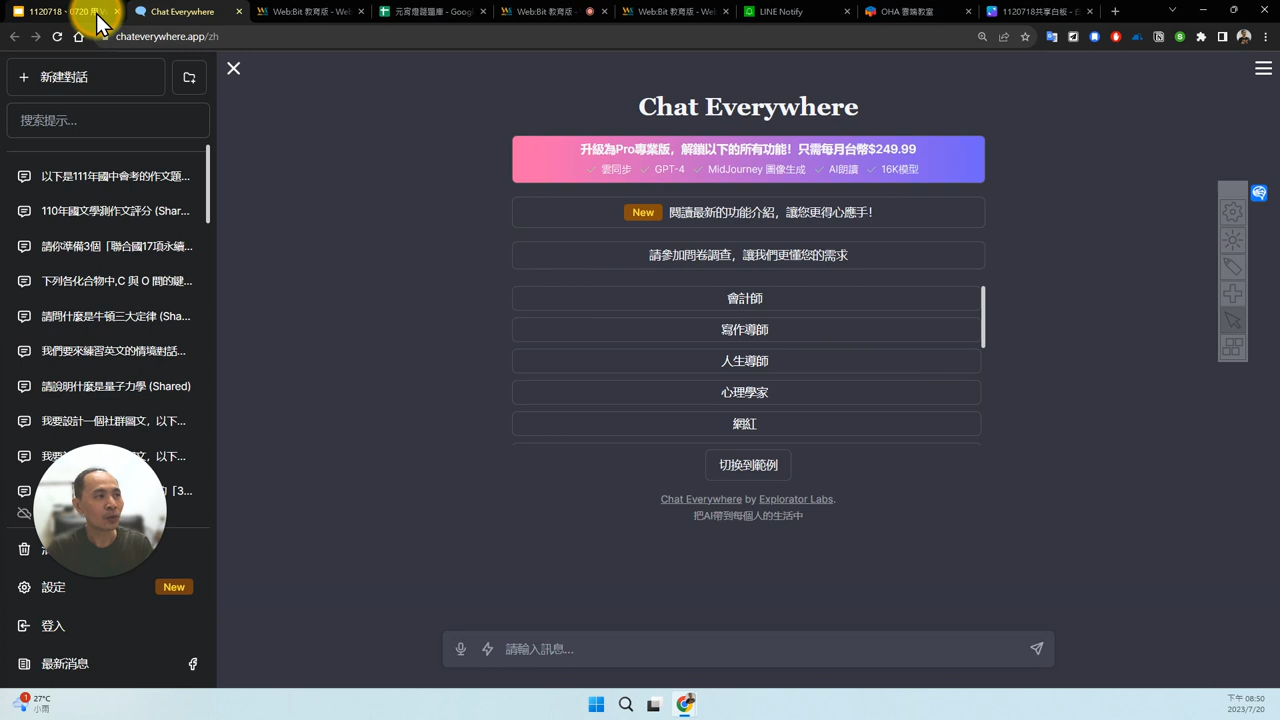 1120718、0720 用
Chat Everywhere
Web:Bit 教育版 - We
元宵燈謎題庫 - Googl
Web:Bit 教育版 -
Web:Bit 教育版 - We
LINE Notify
OHA 雲端教室
1120718共享白板 -
chateverywhere.app/zh
新建對話
搜索提示...
以下是111年國中會考的作文題...
110年國文學測作文評分 (Shar...
請你準備3個「聯合國17項永續...
下列各化合物中,C 與 O 間的鍵...
請問什麼是牛頓三大定律 (Sha...
我們要來練習英文的情境對話...
請說明什麼是量子力學 (Shared)
我要設計一個社群圖文，以下...
「3...
設定
New
登入
最新消息
Chat Everywhere
升級為Pro專業版，解鎖以下的所有功能！只需每月台幣$249.99
雲同步
GPT-4
MidJourney 圖像生成
AI朗讀
16K模型
New
閱讀最新的功能介紹，讓您更得心應手！
請參加問卷調查，讓我們更懂您的需求
會計師
寫作導師
人生導師
心理學家
網紅
切換到範例
Chat Everywhere by Explorator Labs.
把AI帶到每個人的生活中
請輸入訊息...
1
27°C
小雨
下午 08:50
2023/7/20